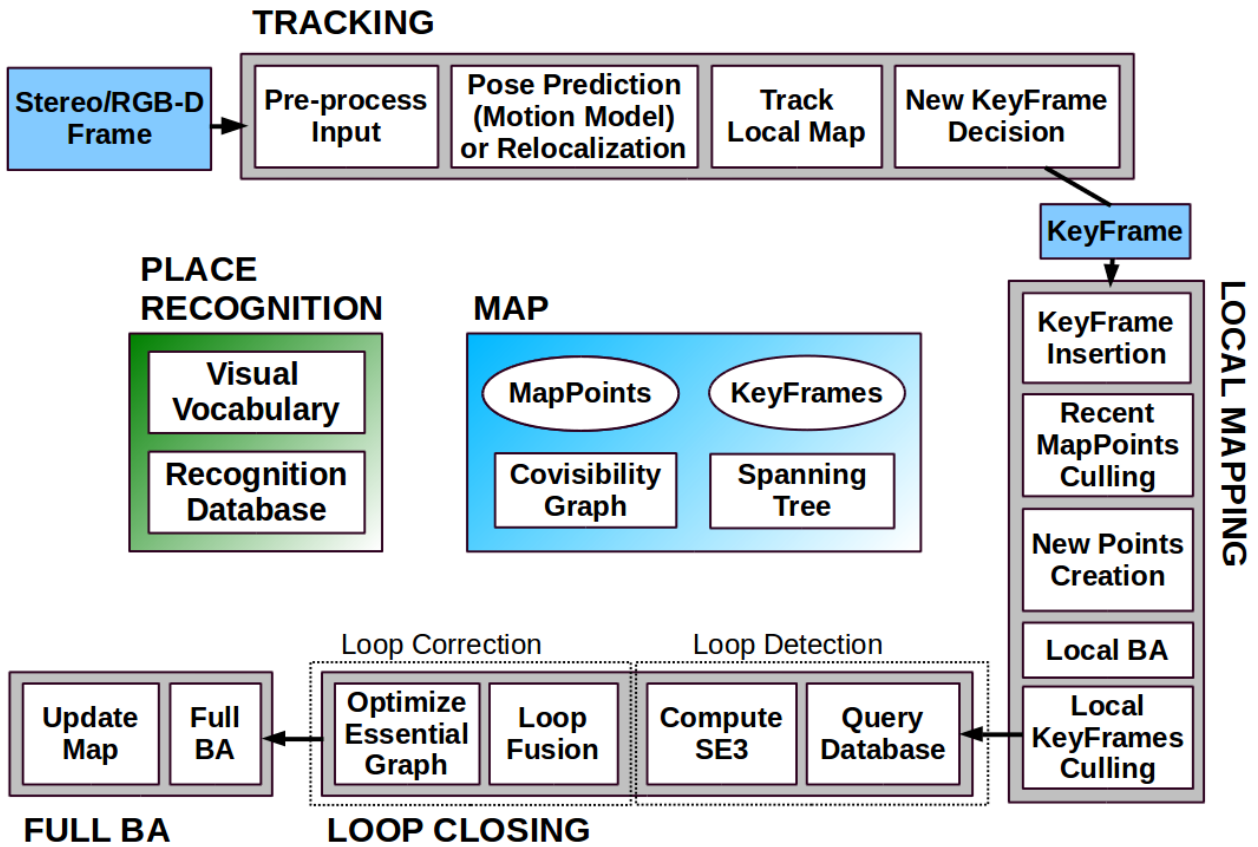 TRACKING
Stereo/RGB-D
Frame
Pre-process
Input
Pose Prediction
(Motion Model)
or Relocalization
Track
Local Map
New KeyFrame
Decision
KeyFrame
PLACE
RECOGNITION
Visual
Vocabulary
Recognition
Database
MAP
MapPoints
KeyFrames
Covisibility
Graph
Spanning
Tree
LOCAL MAPPING
KeyFrame
Insertion
Recent
MapPoints
Culling
New Points
Creation
Local BA
Local
KeyFrames
Culling
Loop Correction
Loop Detection
Update
Map
Full
BA
Optimize
Essential
Graph
Loop
Fusion
Compute
SE3
Query
Database
FULL BA
LOOP CLOSING